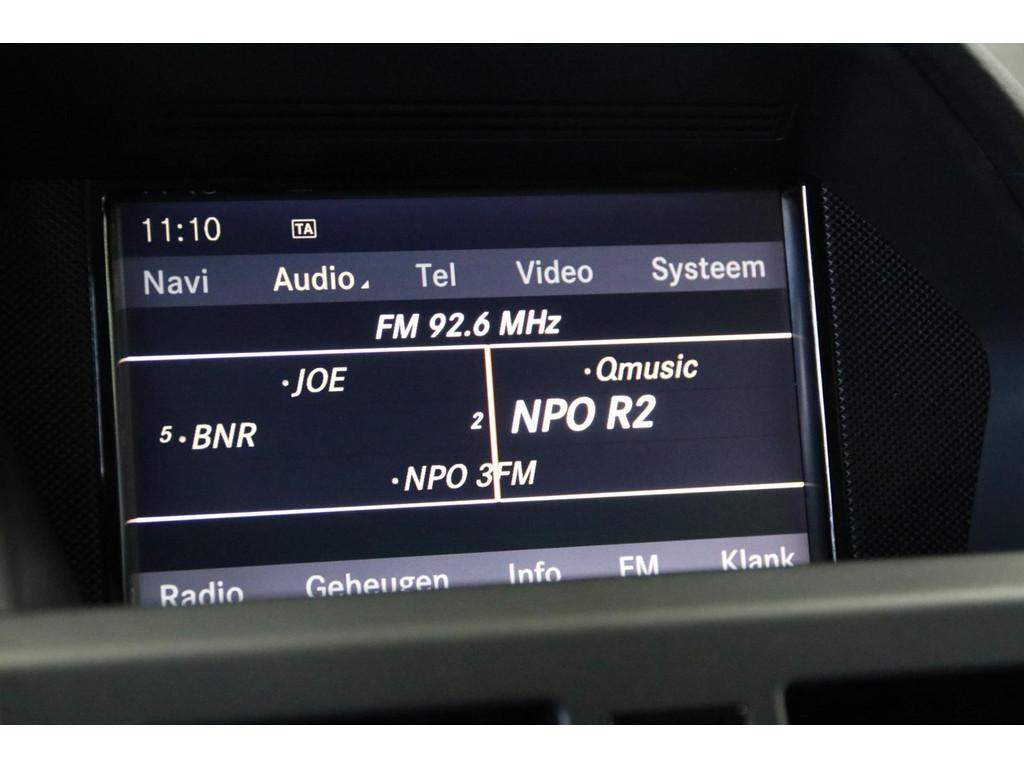 11:10 TA
Navi Audio Tel Video Systeem
FM 92.6 MHz
·JOE ·Qmusic
5·BNR 2 NPO R2
·NPO 3FM
Radio Geheugen Info FM Klank